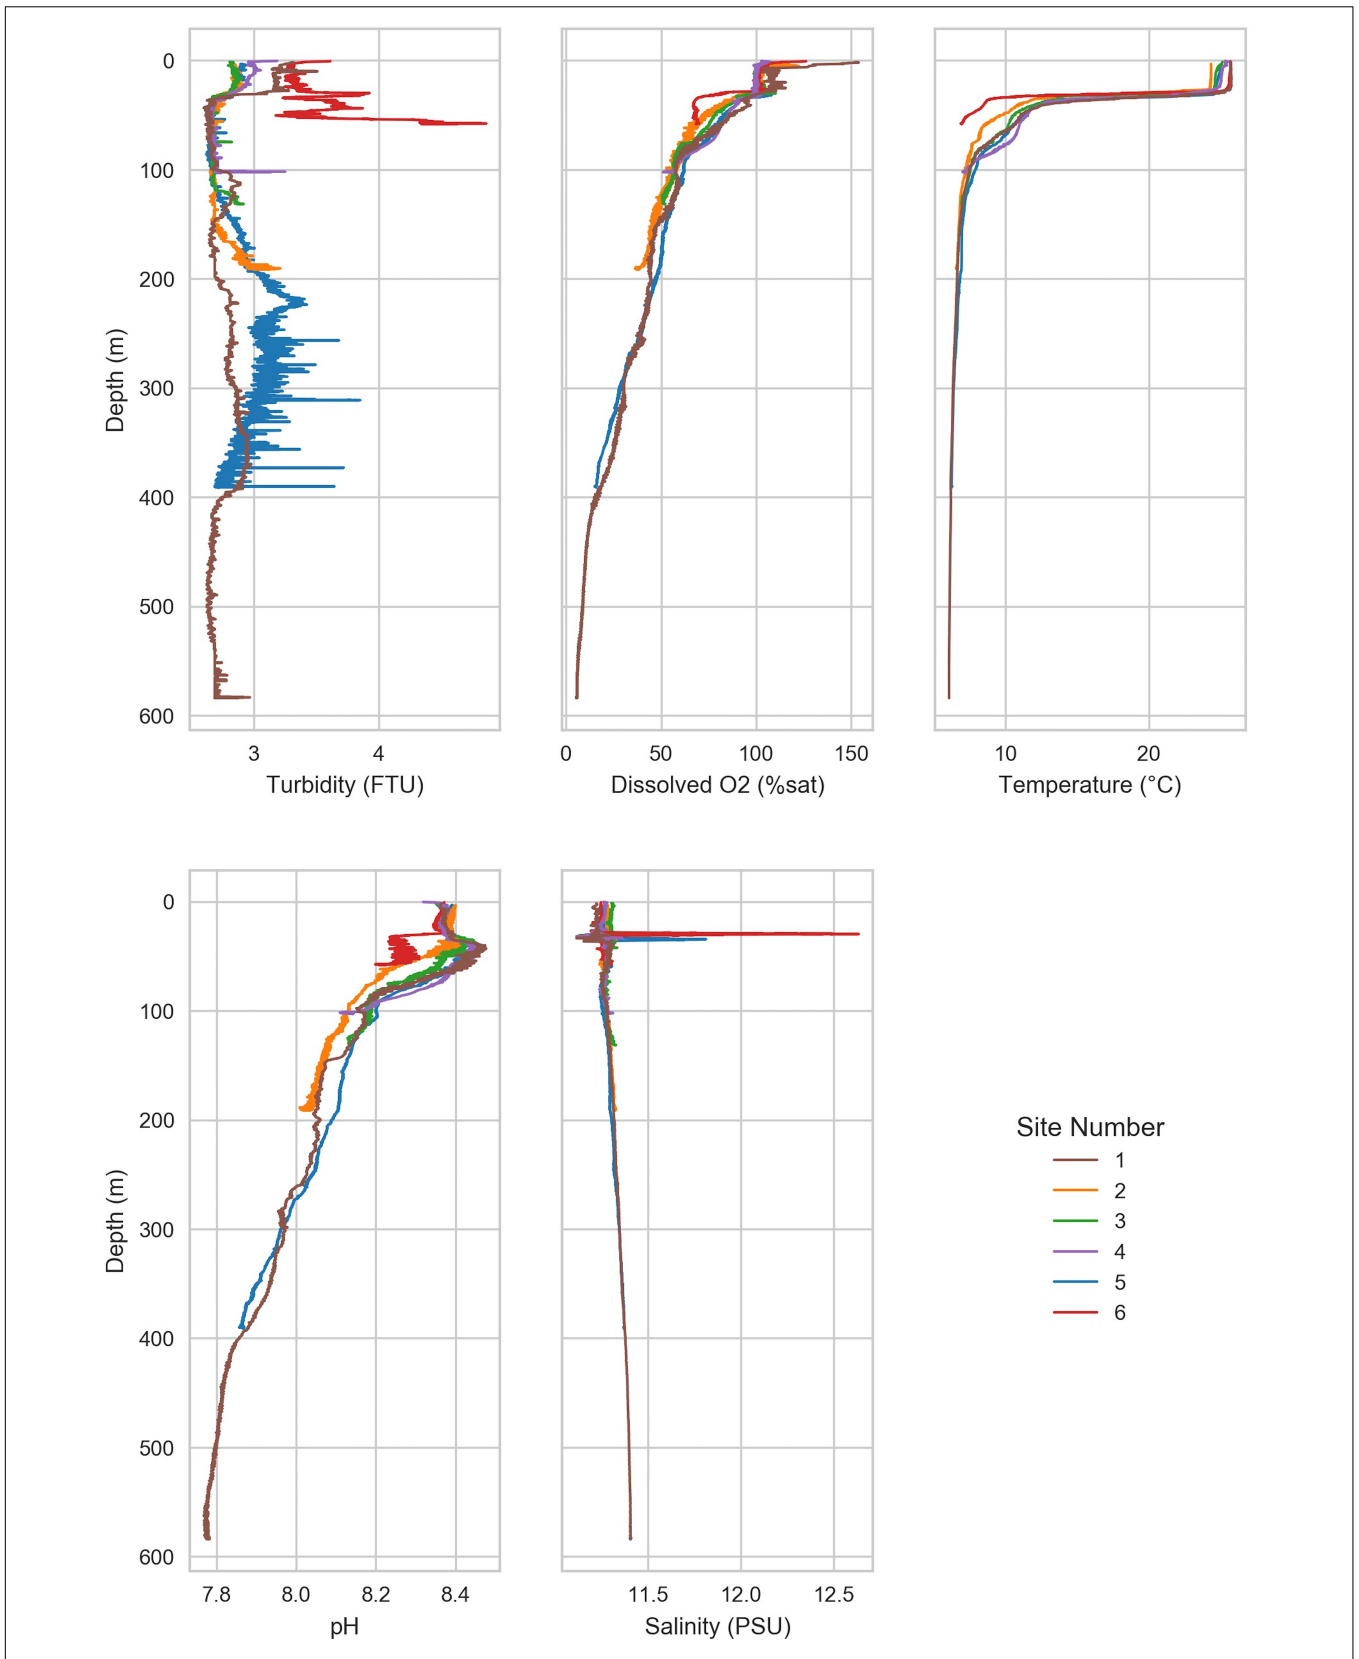 0
100
200
300
400
500
600
Depth (m)
3 4
Turbidity (FTU)
0 50 100 150
Dissolved O2 (%sat)
10 20
Temperature (°C)
0
100
200
300
400
500
600
Depth (m)
7.8 8.0 8.2 8.4
pH
11.5 12.0 12.5
Salinity (PSU)
Site Number
1
2
3
4
5
6